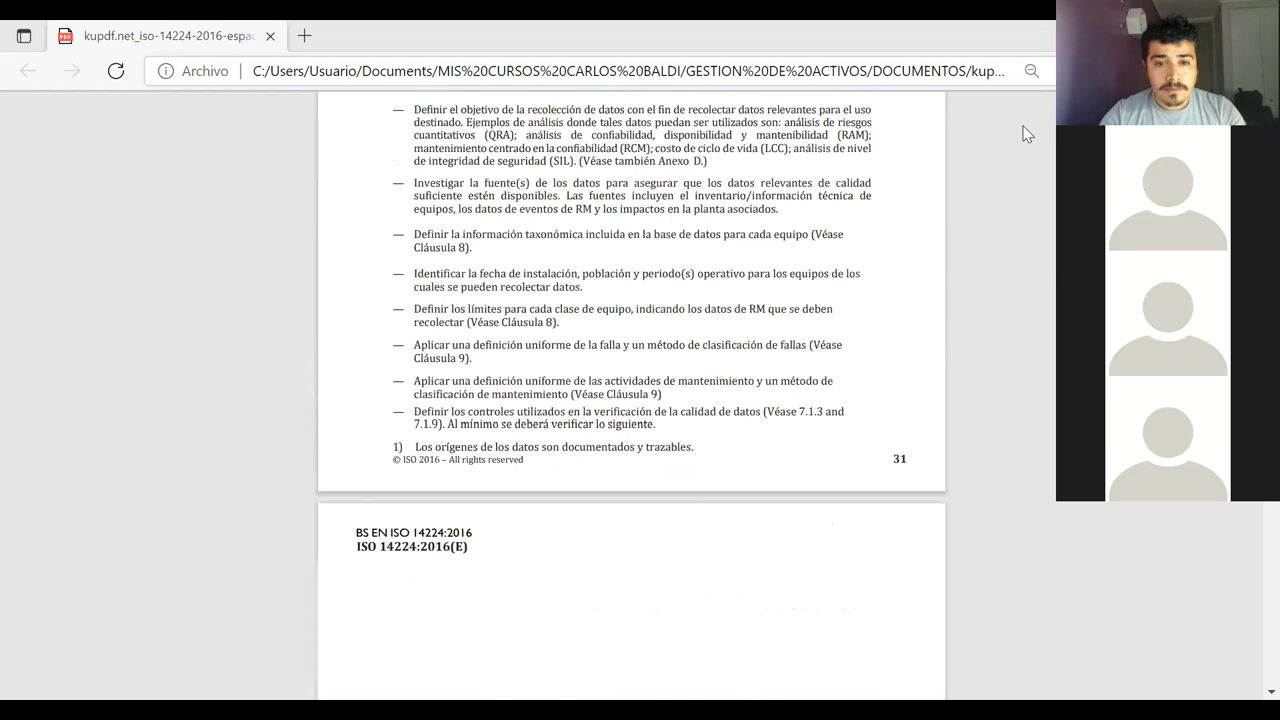 kupdf.net_iso-14224-2016-espac
Archivo
C:/Users/Usuario/Documents/MIS%20CURSOS%20CARLOS%20BALDI/GESTION%20DE%20ACTIVOS/DOCUMENTOS/kup...
— Definir el objetivo de la recolección de datos con el fin de recolectar datos relevantes para el uso
destinado. Ejemplos de análisis donde tales datos puedan ser utilizados son: análisis de riesgos
cuantitativos (QRA); análisis de confiabilidad, disponibilidad y mantenibilidad (RAM);
mantenimiento centrado en la confiabilidad (RCM); costo de ciclo de vida (LCC); análisis de nivel
de integridad de seguridad (SIL). (Véase también Anexo D.)
— Investigar la fuente(s) de los datos para asegurar que los datos relevantes de calidad
suficiente estén disponibles. Las fuentes incluyen el inventario/información técnica de
equipos, los datos de eventos de RM y los impactos en la planta asociados.
— Definir la información taxonómica incluida en la base de datos para cada equipo (Véase
Cláusula 8).
— Identificar la fecha de instalación, población y periodo(s) operativo para los equipos de los
cuales se pueden recolectar datos.
— Definir los límites para cada clase de equipo, indicando los datos de RM que se deben
recolectar (Véase Cláusula 8).
— Aplicar una definición uniforme de la falla y un método de clasificación de fallas (Véase
Cláusula 9).
— Aplicar una definición uniforme de las actividades de mantenimiento y un método de
clasificación de mantenimiento (Véase Cláusula 9)
— Definir los controles utilizados en la verificación de la calidad de datos (Véase 7.1.3 and
7.1.9). Al mínimo se deberá verificar lo siguiente.
1) Los orígenes de los datos son documentados y trazables.
© ISO 2016 – All rights reserved 31
BS EN ISO 14224:2016
ISO 14224:2016(E)